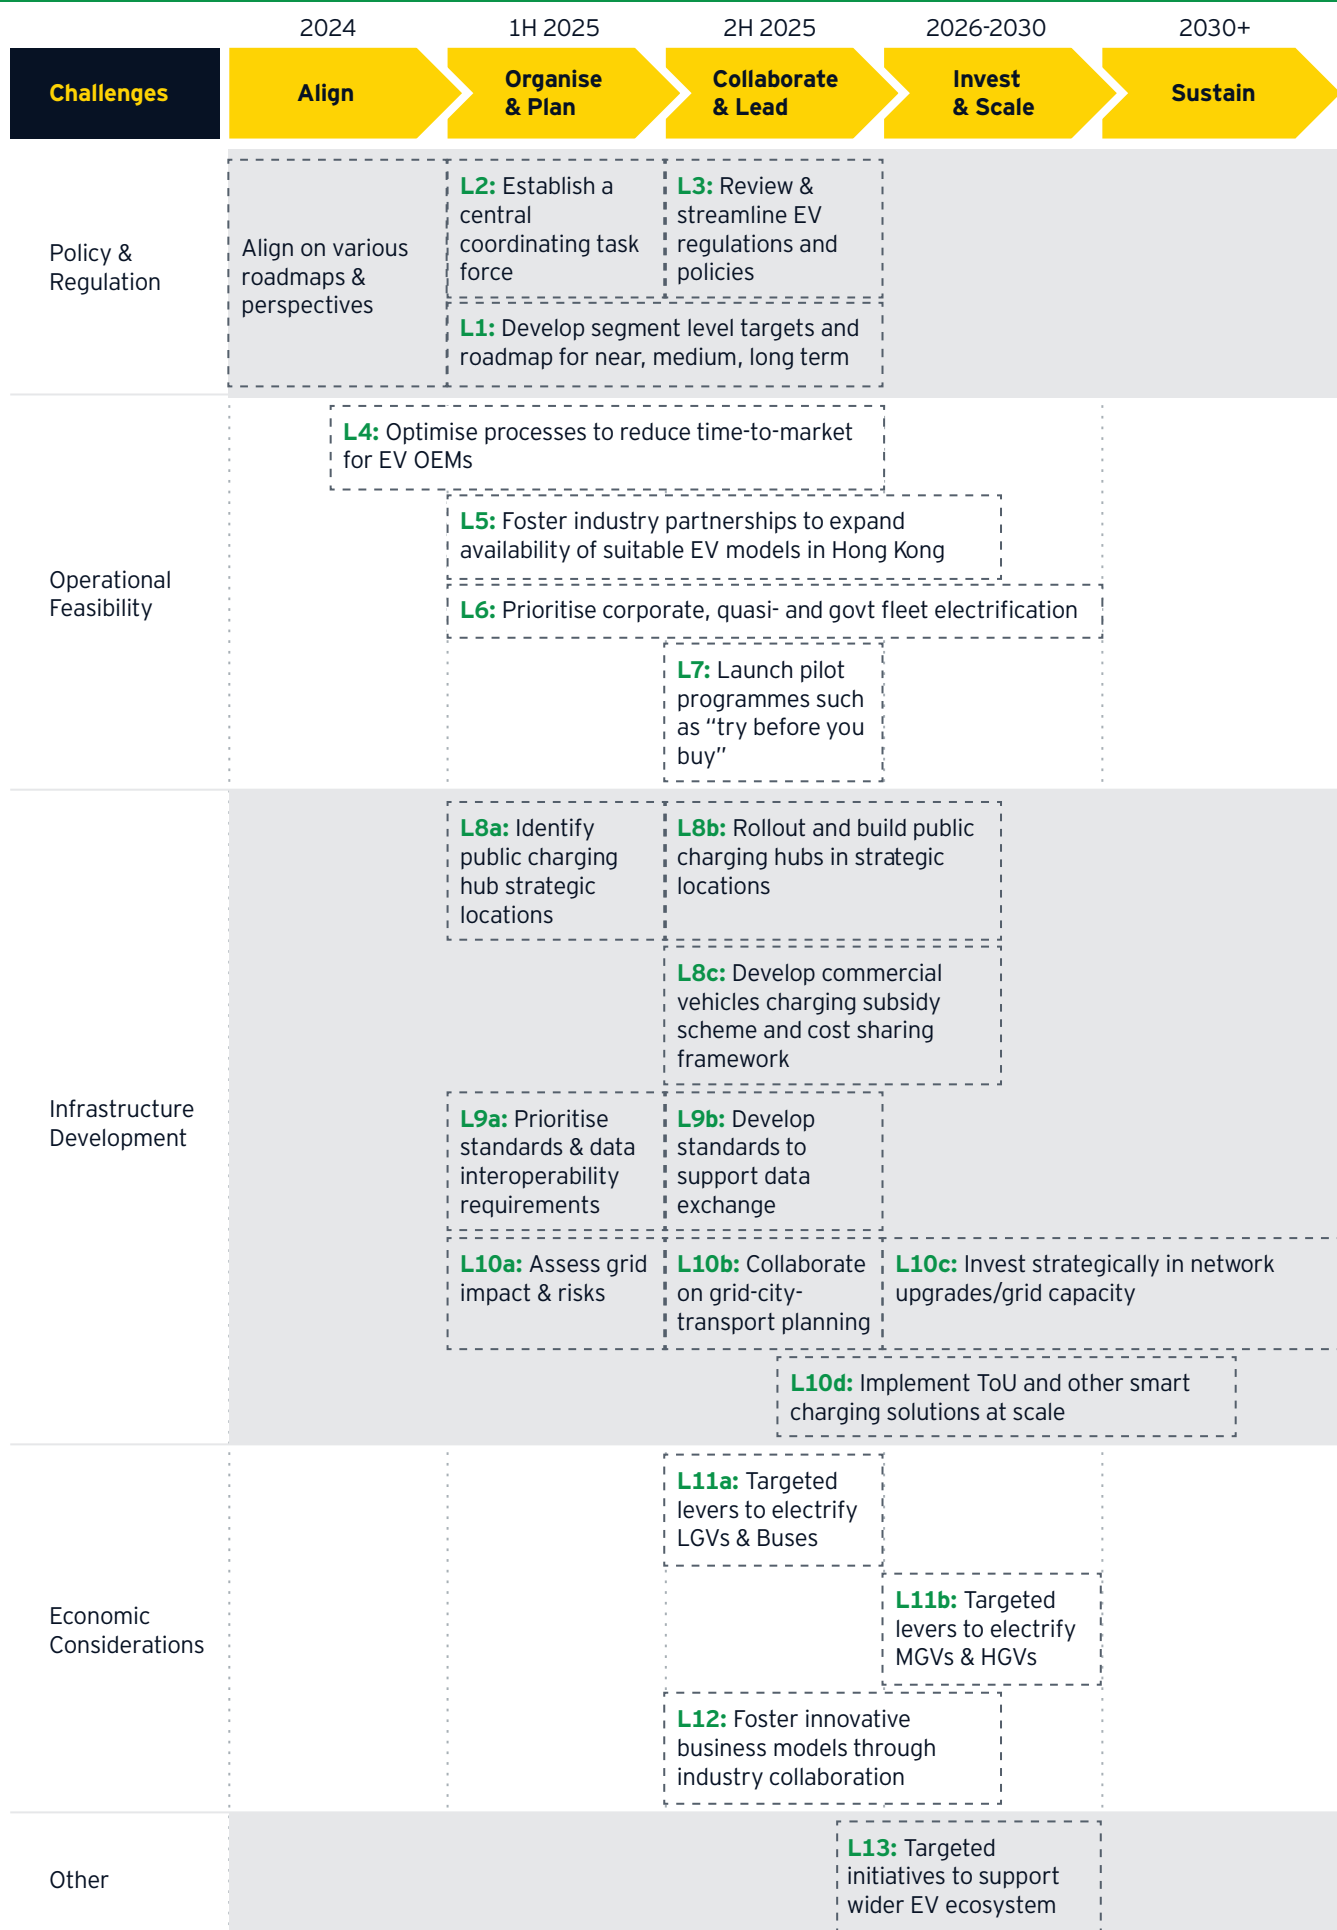 2024
1H 2025
2H 2025
2026-2030
2030+
Challenges
Align
Organise
& Plan
Collaborate
& Lead
Invest
& Scale
Sustain
Policy &
Regulation
Align on various
roadmaps &
perspectives
L2: Establish a
central
coordinating task
force
L3: Review &
streamline EV
regulations and
policies
L1: Develop segment level targets and
roadmap for near, medium, long term
Operational
Feasibility
L4: Optimise processes to reduce time-to-market
for EV OEMs
L5: Foster industry partnerships to expand
availability of suitable EV models in Hong Kong
L6: Prioritise corporate, quasi- and govt fleet electrification
L7: Launch pilot
programmes such
as “try before you
buy”
Infrastructure
Development
L8a: Identify
public charging
hub strategic
locations
L8b: Rollout and build public
charging hubs in strategic
locations
L8c: Develop commercial
vehicles charging subsidy
scheme and cost sharing
framework
L9a: Prioritise
standards & data
interoperability
requirements
L9b: Develop
standards to
support data
exchange
L10a: Assess grid
impact & risks
L10b: Collaborate
on grid-city-
transport planning
L10c: Invest strategically in network
upgrades/grid capacity
L10d: Implement ToU and other smart
charging solutions at scale
Economic
Considerations
L11a: Targeted
levers to electrify
LGVs & Buses
L11b: Targeted
levers to electrify
MGVs & HGVs
L12: Foster innovative
business models through
industry collaboration
Other
L13: Targeted
initiatives to support
wider EV ecosystem